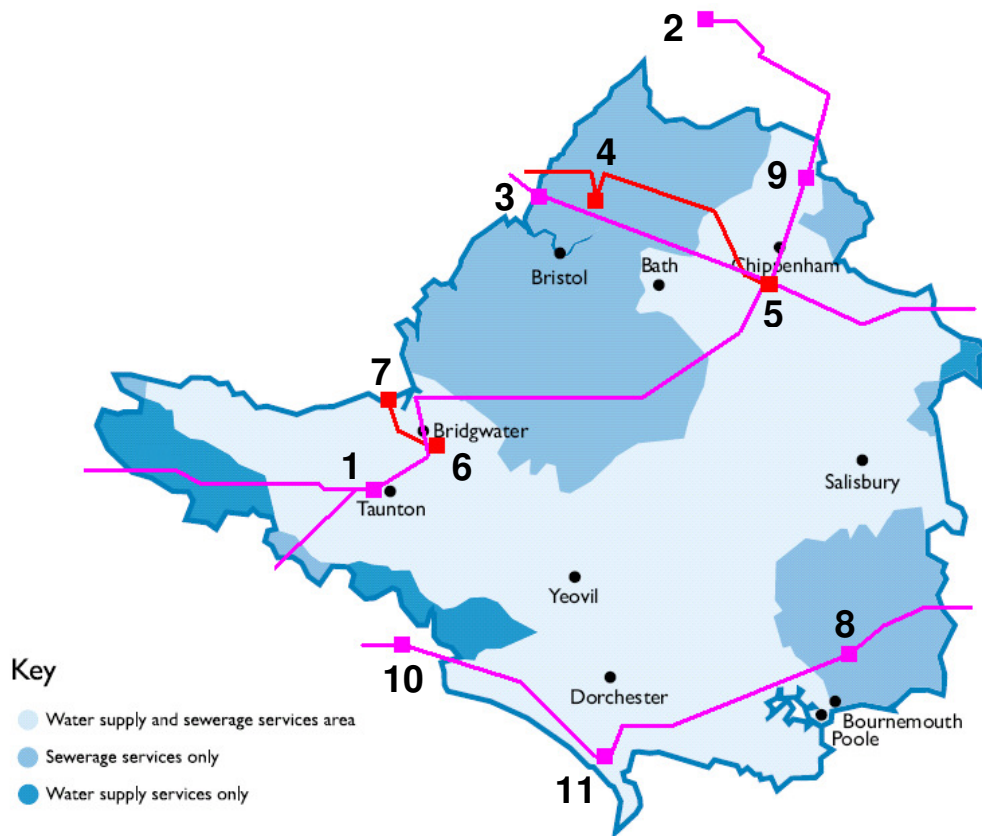 2
4
9
3
Bristol
Bath
Chippenham
5
7
Bridgwater
6
1
Taunton
Salisbury
Yeovil
8
10
Dorchester
Bournemouth
Poole
11
Key
Water supply and sewerage services area
Sewerage services only
Water supply services only